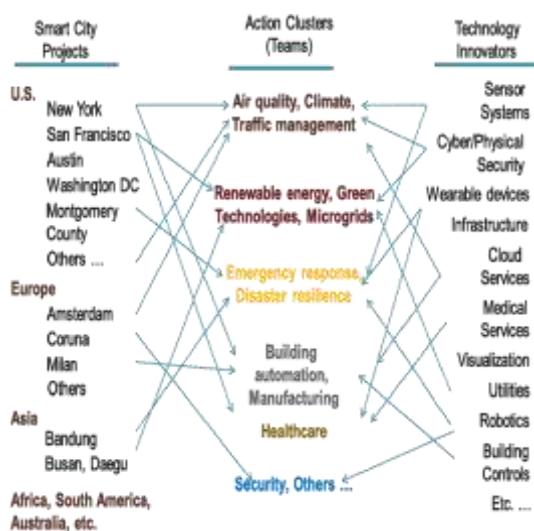 Smart City
Projects
U.S.
New York
San Francisco
Austin
Washington DC
Montgomery
County
Others ....
Europe
Amsterdam
Coruna
Milan
Others
Asia
Bandung
Busan, Daegu
Africa, South America,
Australia, etc.
Action Clusters
(Teams)
Air quality, Climate,
Traffic management
Renewable energy, Green
Technologies, Microgrids
Emergency response,
Disaster resilience
Building
automation,
Manufacturing
Healthcare
Security, Others ...
Technology
Innovators
Sensor
Systems
Cyber/Physical
Security
Wearable devices
Infrastructure
Cloud
Services
Medical
Services
Visualization
Utilities
Robotics
Building
Controls
Etc. ....